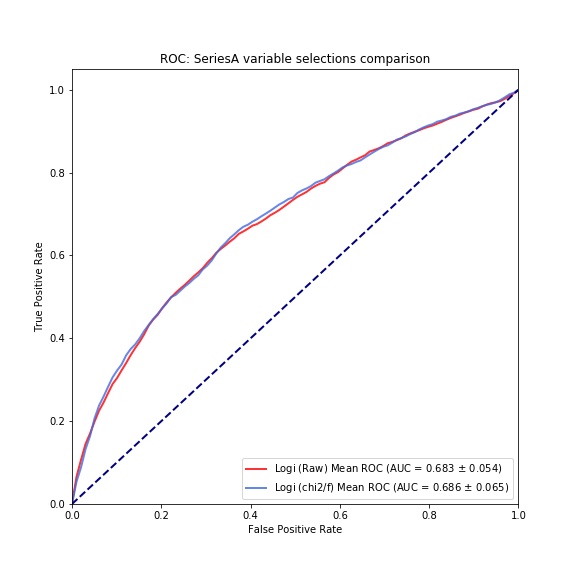 ROC: SeriesA variable selections comparison
True Positive Rate
1.0
0.8
0.6
0.4
0.2
0.0
Logi (Raw) Mean ROC (AUC = 0.683 ± 0.054)
Logi (chi2/f) Mean ROC (AUC = 0.686 ± 0.065)
0.0 0.2 0.4 0.6 0.8 1.0
False Positive Rate